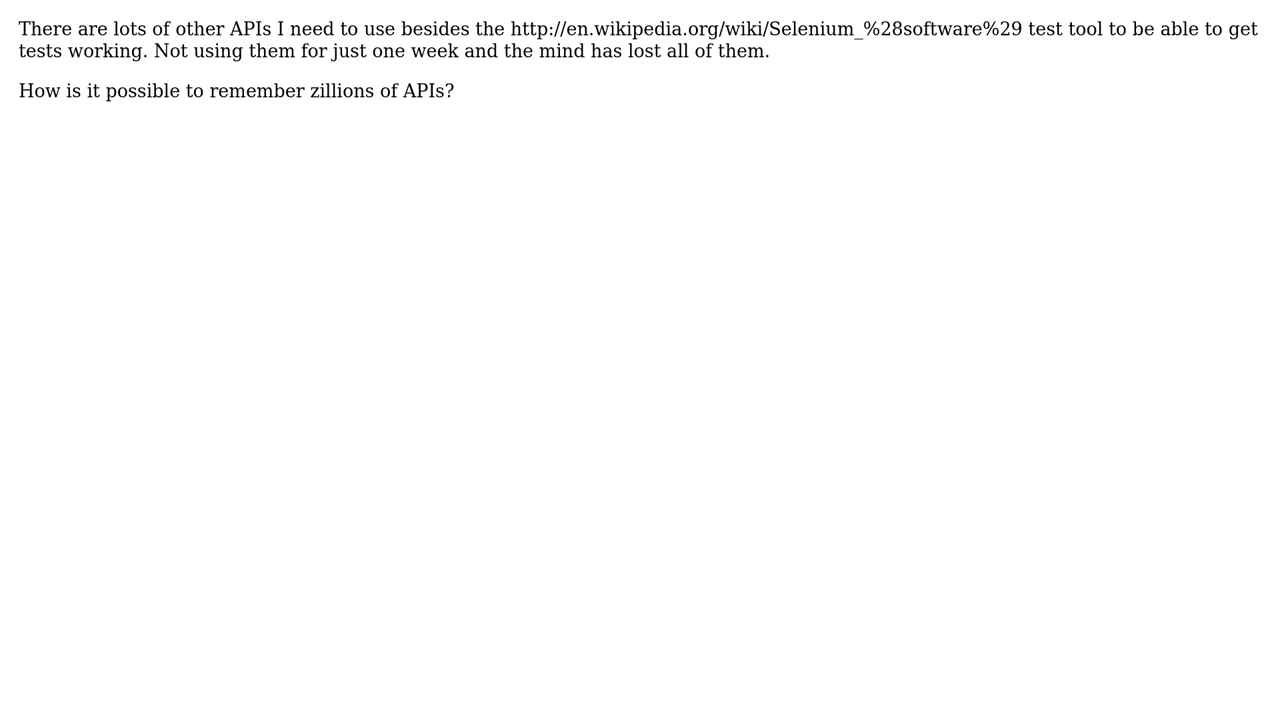 There are lots of other APIs I need to use besides the http://en.wikipedia.org/wiki/Selenium_%28software%29 test tool to be able to get
tests working. Not using them for just one week and the mind has lost all of them.
How is it possible to remember zillions of APIs?